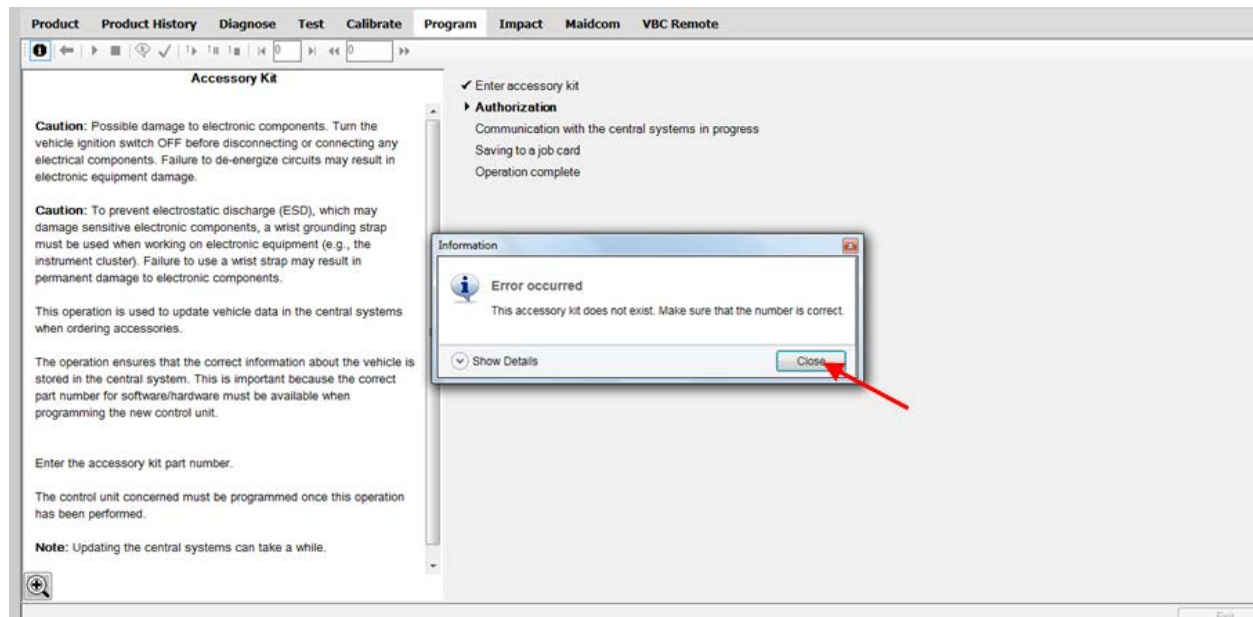 Product Product History Diagnose Test Calibrate Program Impact Maidcom VBC Remote
0 0
Accessory Kit
Caution: Possible damage to electronic components. Turn the
vehicle ignition switch OFF before disconnecting or connecting any
electrical components. Failure to de-energize circuits may result in
electronic equipment damage.
Caution: To prevent electrostatic discharge (ESD), which may
damage sensitive electronic components, a wrist grounding strap
must be used when working on electronic equipment (e.g., the
instrument cluster). Failure to use a wrist strap may result in
permanent damage to electronic components.
This operation is used to update vehicle data in the central systems
when ordering accessories.
The operation ensures that the correct information about the vehicle is
stored in the central system. This is important because the correct
part number for software/hardware must be available when
programming the new control unit.
Enter the accessory kit part number.
The control unit concerned must be programmed once this operation
has been performed.
Note: Updating the central systems can take a while.
✓ Enter accessory kit
Authorization
Communication with the central systems in progress
Saving to a job card
Operation complete
Information
Error occurred
This accessory kit does not exist. Make sure that the number is correct.
Show Details
Close
Exit